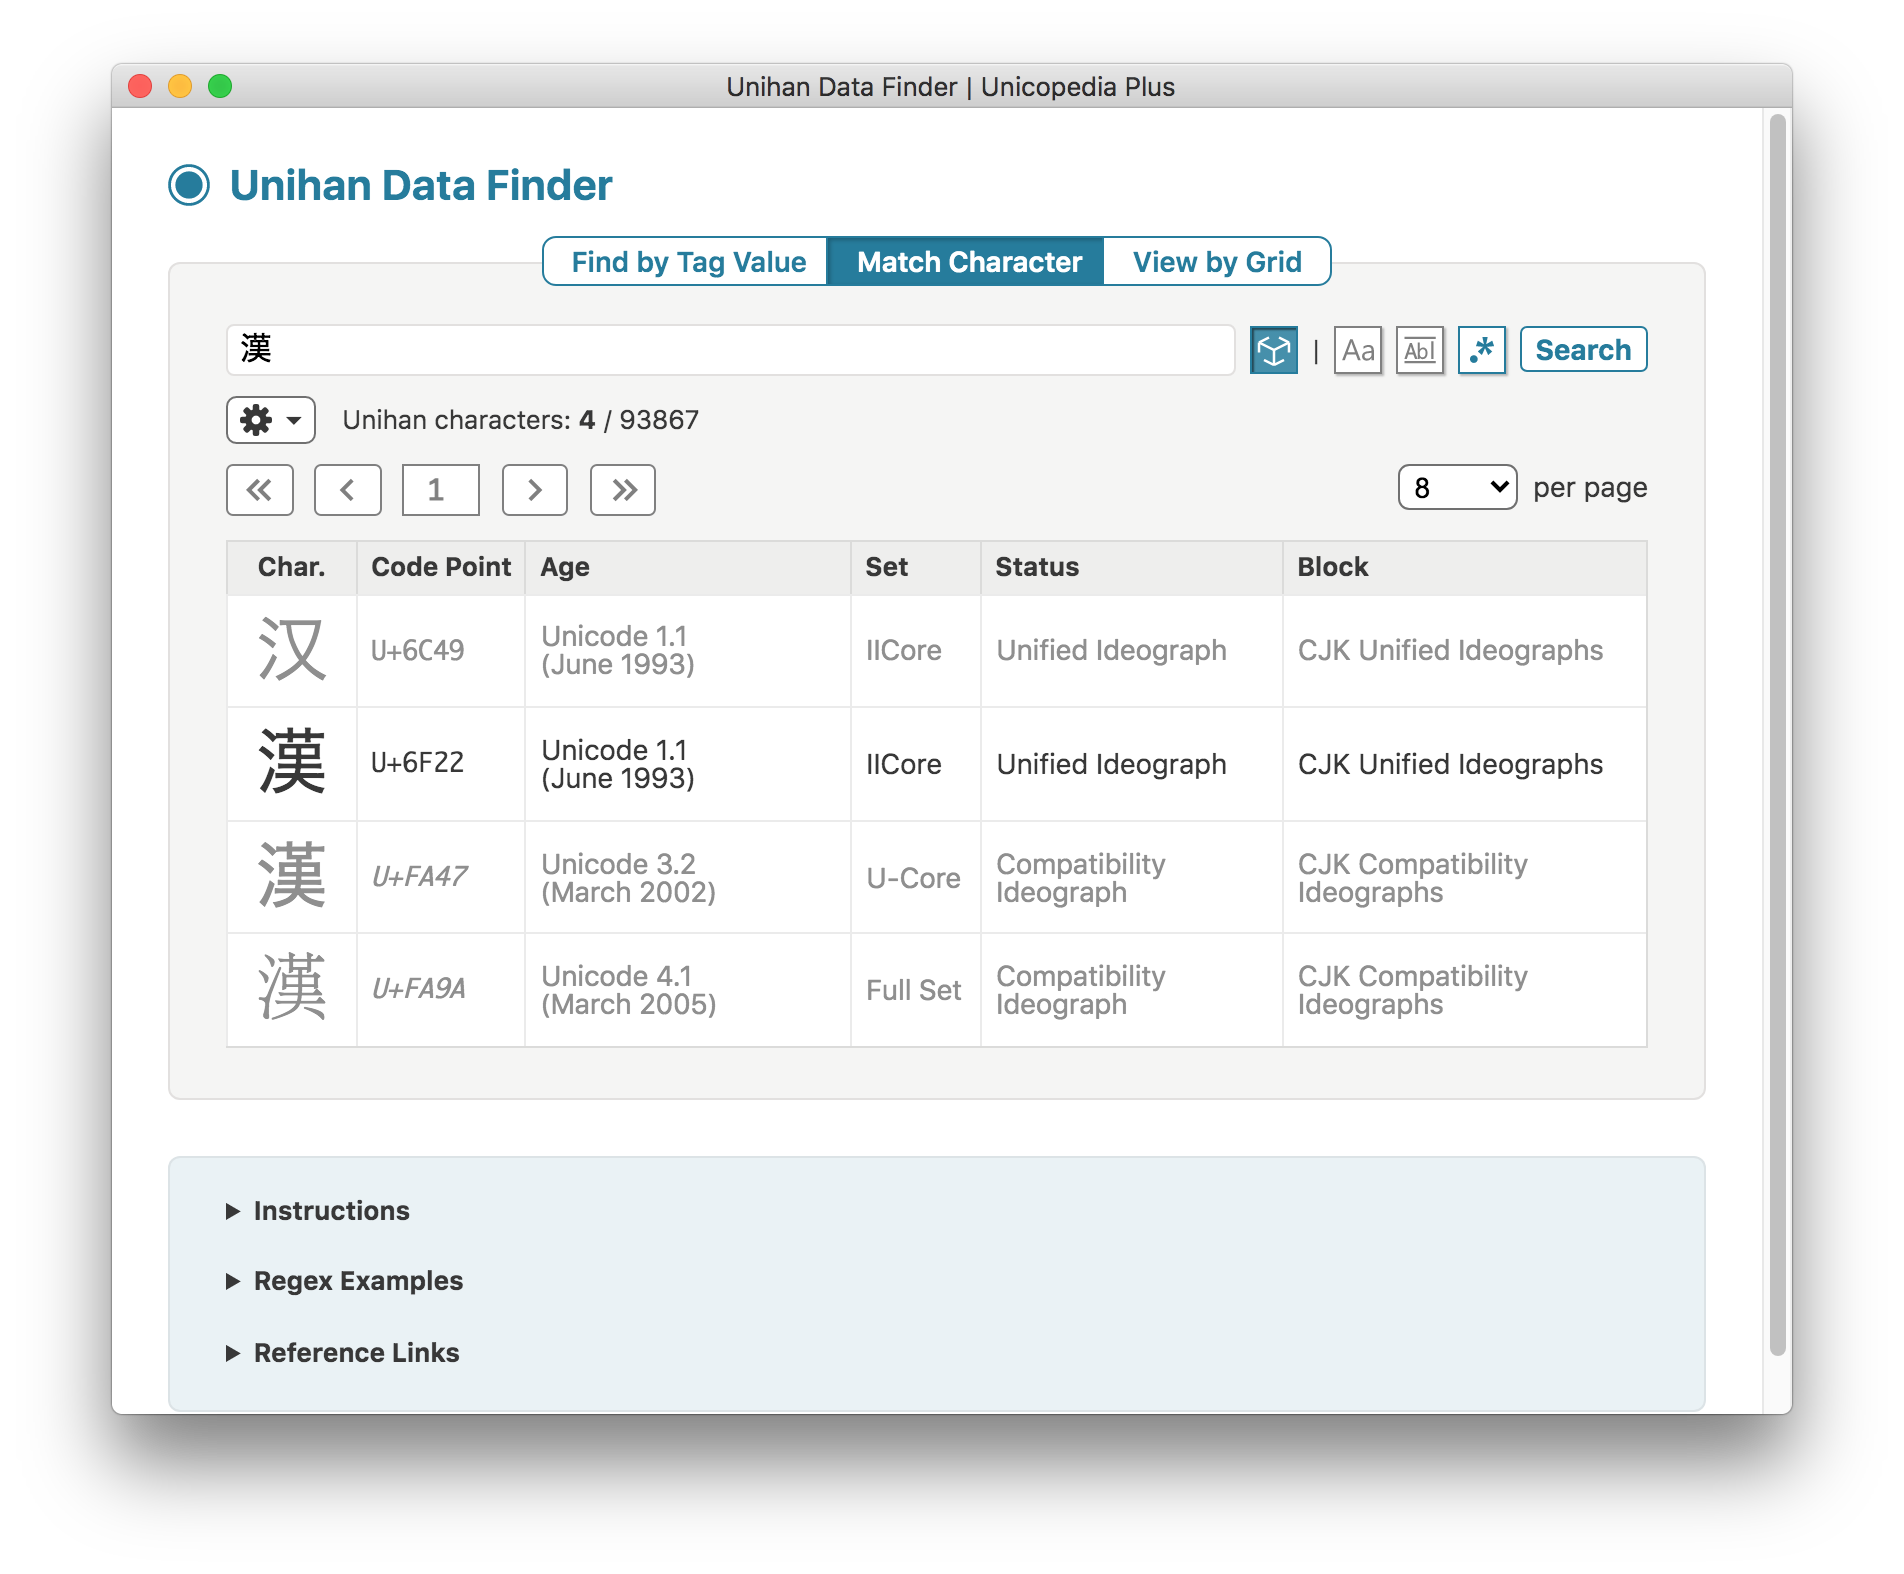 Unihan Data Finder | Unicopedia Plus
Unihan Data Finder
Find by Tag Value Match Character View by Grid
漢 | Aa Abl .* Search
Unihan characters: 4 / 93867
« ‹ 1 › » 8 per page
Char. Code Point Age Set Status Block
汉 U+6C49 Unicode 1.1 (June 1993) IICore Unified Ideograph CJK Unified Ideographs
漢 U+6F22 Unicode 1.1 (June 1993) IICore Unified Ideograph CJK Unified Ideographs
漢 U+FA47 Unicode 3.2 (March 2002) U-Core Compatibility Ideograph CJK Compatibility Ideographs
漢 U+FA9A Unicode 4.1 (March 2005) Full Set Compatibility Ideograph CJK Compatibility Ideographs
Instructions
Regex Examples
Reference Links